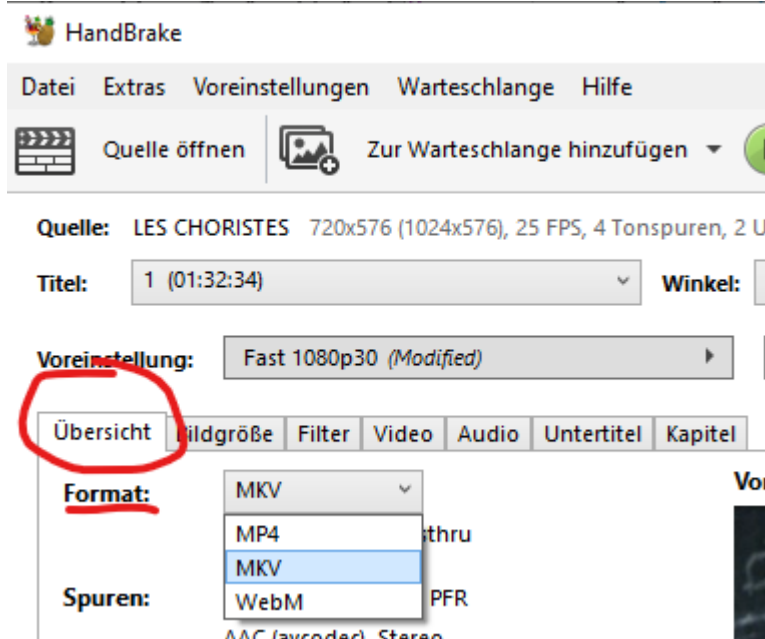 HandBrake
Datei Extras Voreinstellungen Warteschlange Hilfe
Quelle öffnen Zur Warteschlange hinzufügen
Quelle: LES CHORISTES 720x576 (1024x576), 25 FPS, 4 Tonspuren, 2 U
Titel: 1 (01:32:34) Winkel:
Voreinstellung: Fast 1080p30 (Modified)
Übersicht Bildgröße Filter Video Audio Untertitel Kapitel
Format: MKV Vo
MP4 sthru
MKV
Spuren: WebM PFR
AAC (avcodec), Stereo